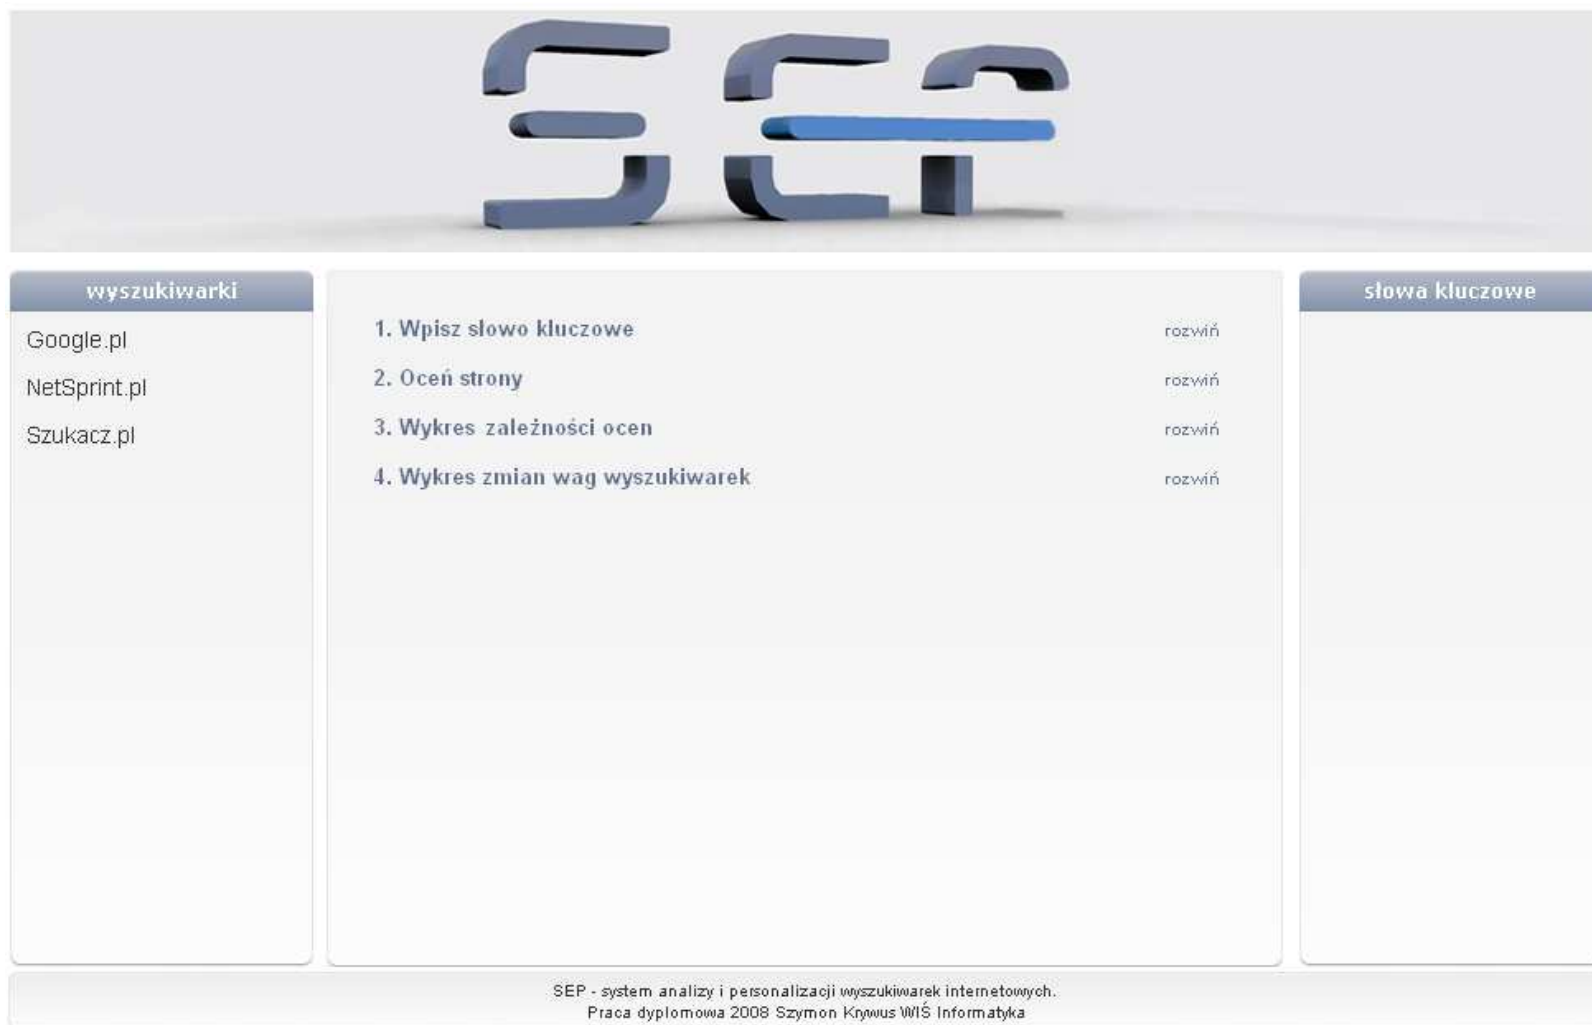 SEP
wyszukiwarki
Google.pl
NetSprint.pl
Szukacz.pl
1. Wpisz słowo kluczowe rozwiń
2. Oceń strony rozwiń
3. Wykres zależności ocen rozwiń
4. Wykres zmian wag wyszukiwarek rozwiń
słowa kluczowe
SEP - system analizy i personalizacji wyszukiwarek internetowych.
Praca dyplomowa 2008 Szymon Krywus WIŚ Informatyka